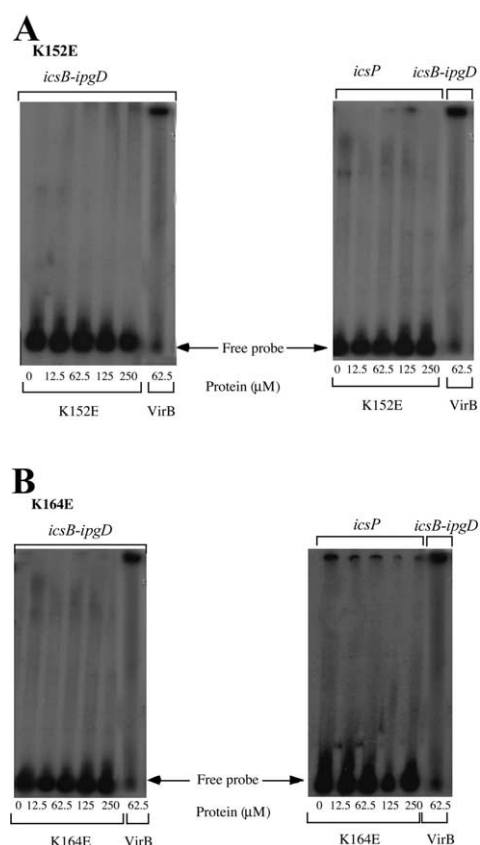 A
K152E
icsB-ipgD
icsP icsB-ipgD
Free probe
0 12.5 62.5 125 250 62.5
0 12.5 62.5 125 250 62.5
Protein (µM)
K152E VirB
K152E VirB
B
K164E
icsB-ipgD
icsP icsB-ipgD
Free probe
0 12.5 62.5 125 250 62.5
0 12.5 62.5 125 250 62.5
Protein (µM)
K164E VirB
K164E VirB